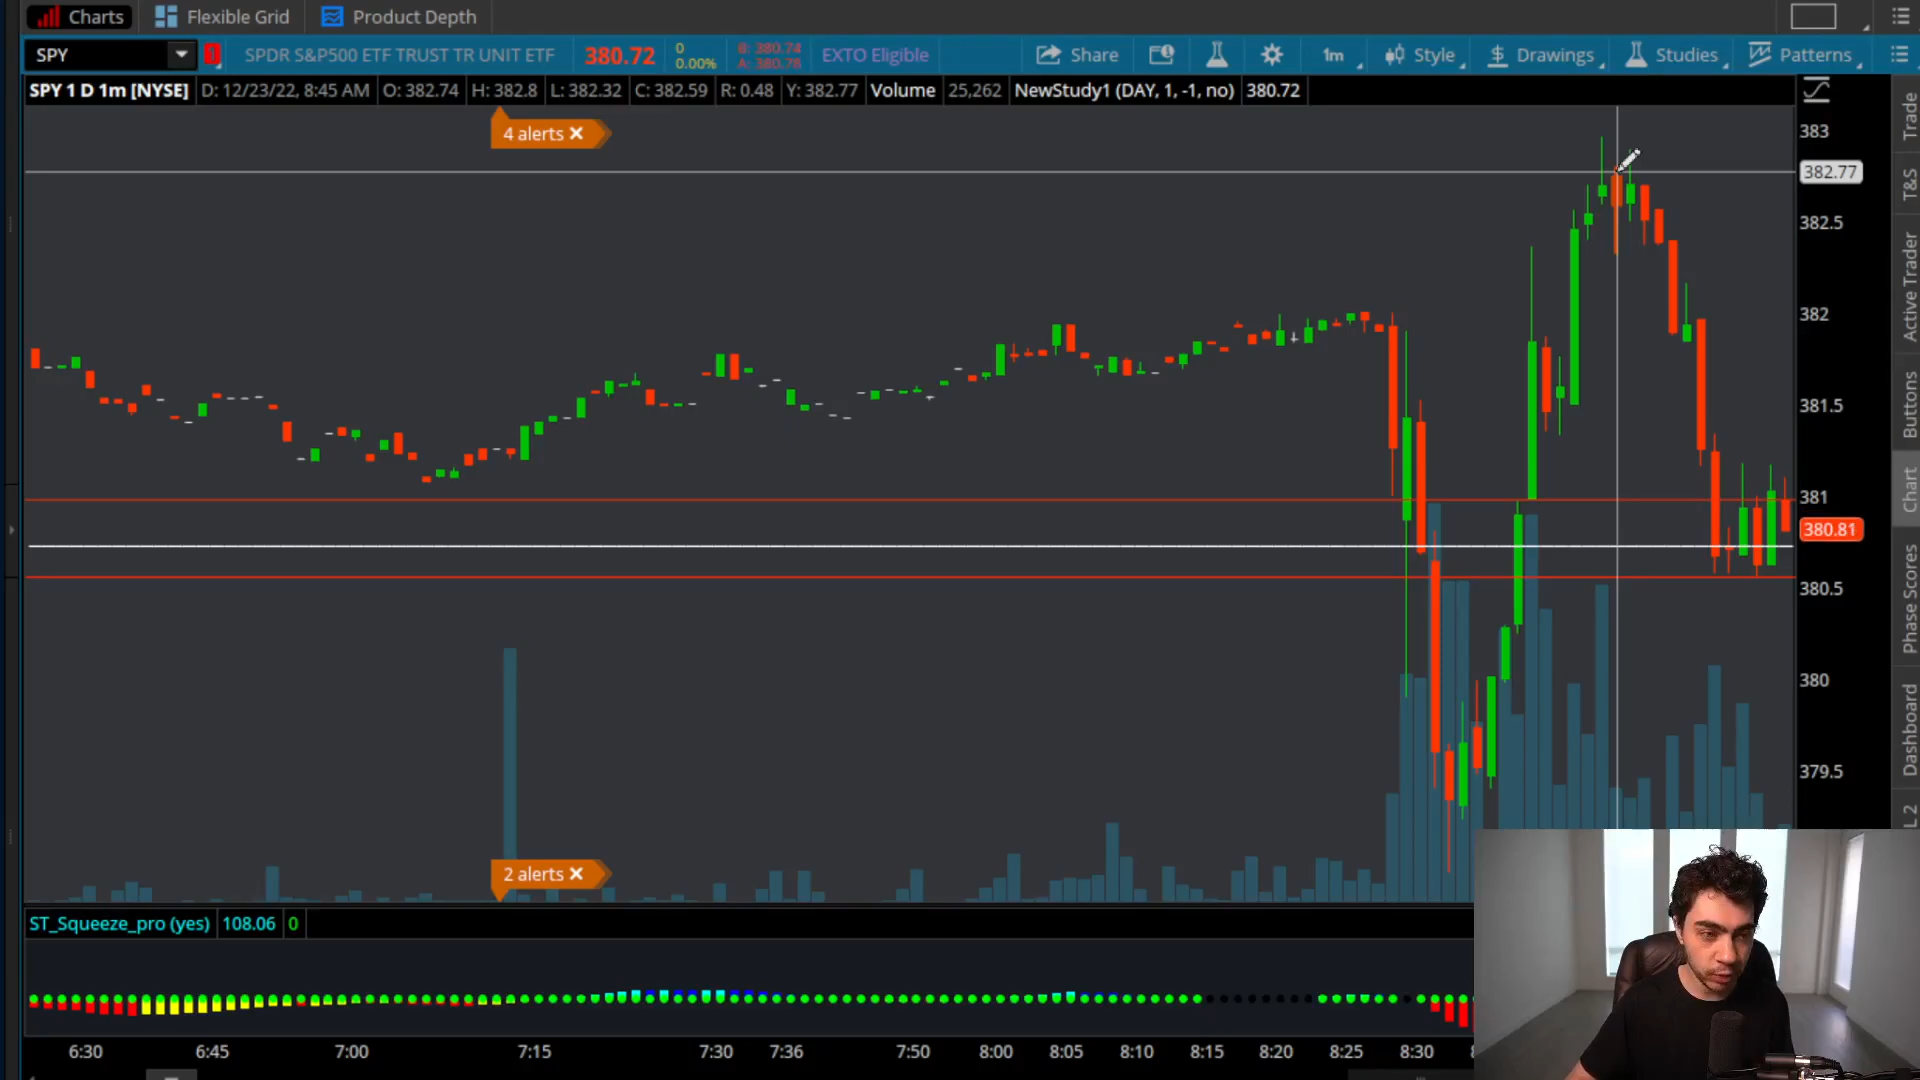 Charts Flexible Grid Product Depth
SPY SPDR S&P500 ETF TRUST TR UNIT ETF 380.72 0 0.00% B: 380.74 A: 380.78 EXTO Eligible Share 1m Style Drawings Studies Patterns
SPY 1 D 1m [NYSE] D: 12/23/22, 8:45 AM O: 382.74 H: 382.8 L: 382.32 C: 382.59 R: 0.48 Y: 382.77 Volume 25,262 NewStudy1 (DAY, 1, -1, no) 380.72
4 alerts ×
383
382.77
382.5
382
381.5
381
380.81
380.5
380
379.5
Trade
T&S
Active Trader
Buttons
Chart
Phase Scores
Dashboard
L 2
2 alerts ×
ST_Squeeze_pro (yes) 108.06 0
6:30 6:45 7:00 7:15 7:30 7:36 7:50 8:00 8:05 8:10 8:15 8:20 8:25 8:30